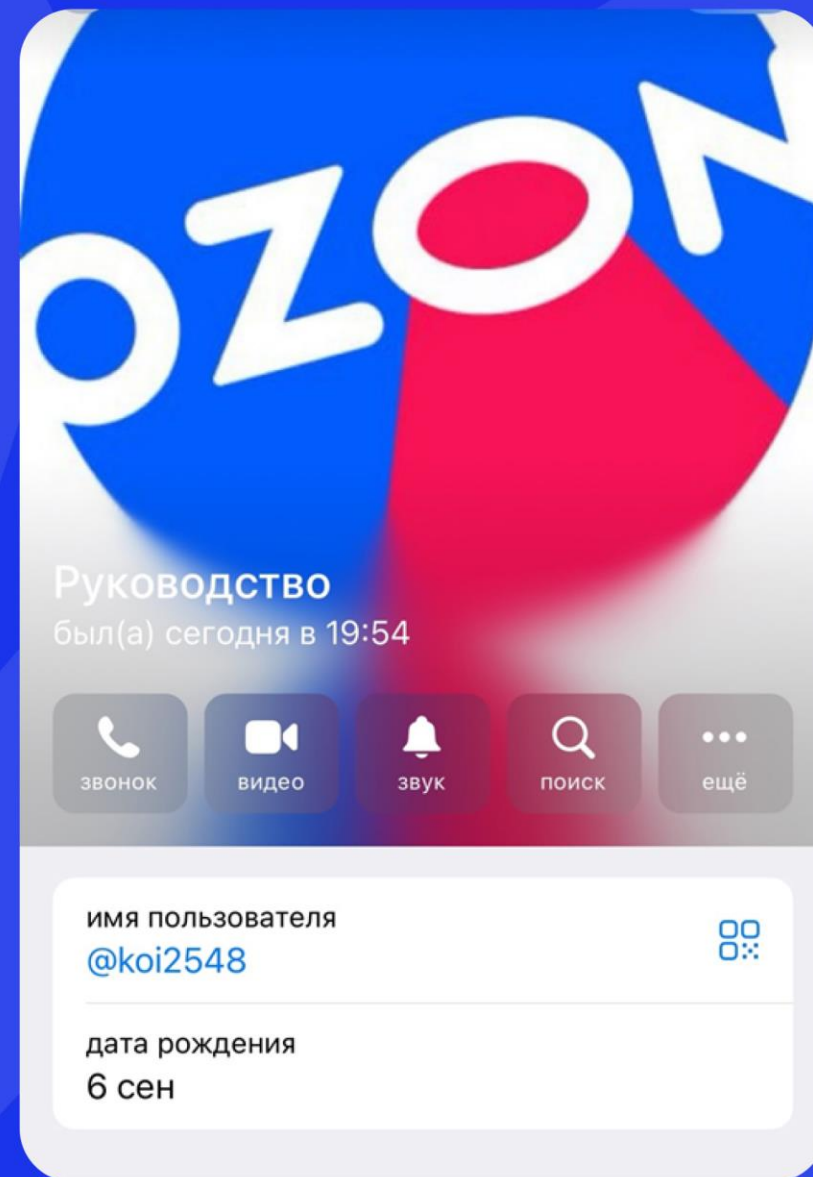 OZON
Руководство
был(а) сегодня в 19:54
звонок видео звук поиск ещё
имя пользователя
@koi2548
дата рождения
6 сен